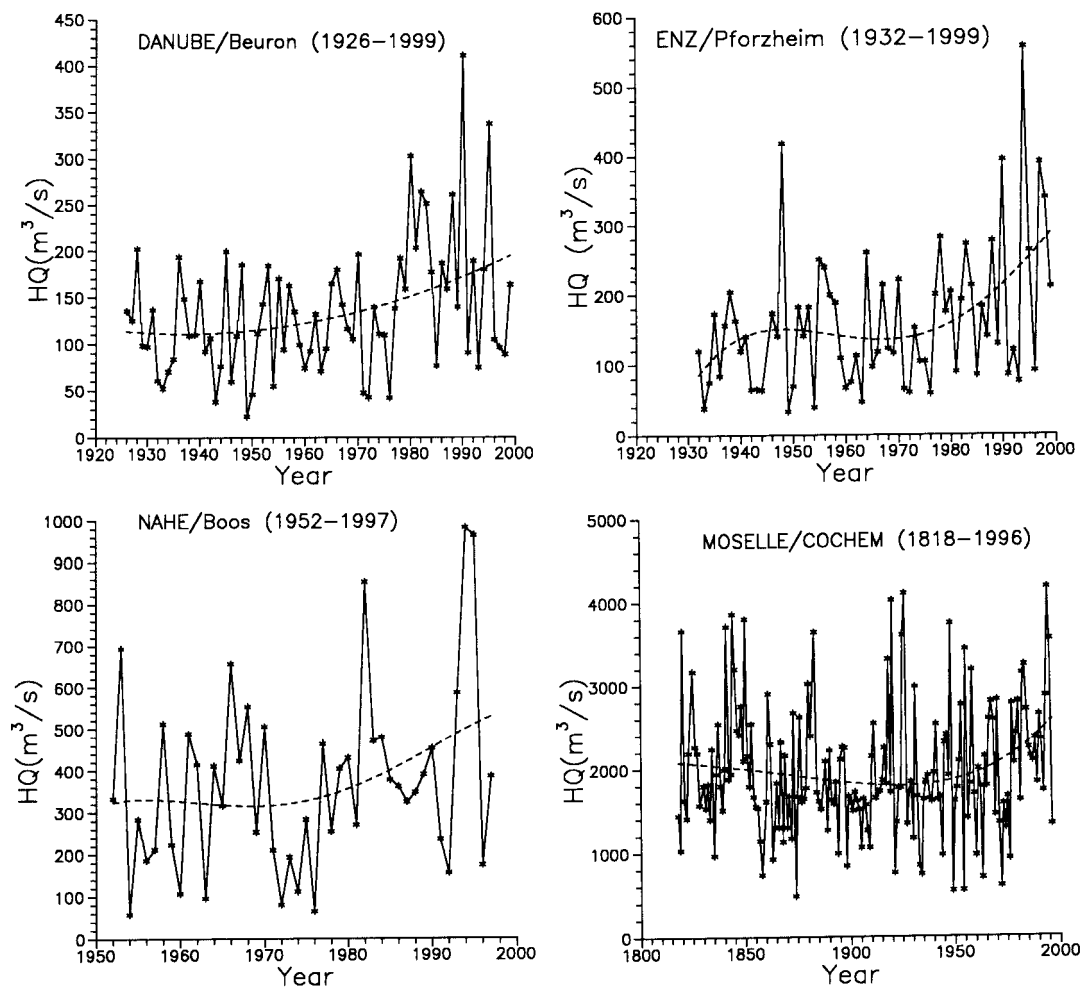 DANUBE/Beuron (1926–1999)
HQ(m³/s)
450
400
350
300
250
200
150
100
50
0
1920 1930 1940 1950 1960 1970 1980 1990 2000
Year
ENZ/Pforzheim (1932–1999)
HQ (m³/s)
600
500
400
300
200
100
0
1920 1930 1940 1950 1960 1970 1980 1990 2000
Year
NAHE/Boos (1952–1997)
HQ(m³/s)
1000
900
800
700
600
500
400
300
200
100
0
1950 1960 1970 1980 1990 2000
Year
MOSELLE/COCHEM (1818–1996)
HQ(m³/s)
5000
4000
3000
2000
1000
0
1800 1850 1900 1950 2000
Year